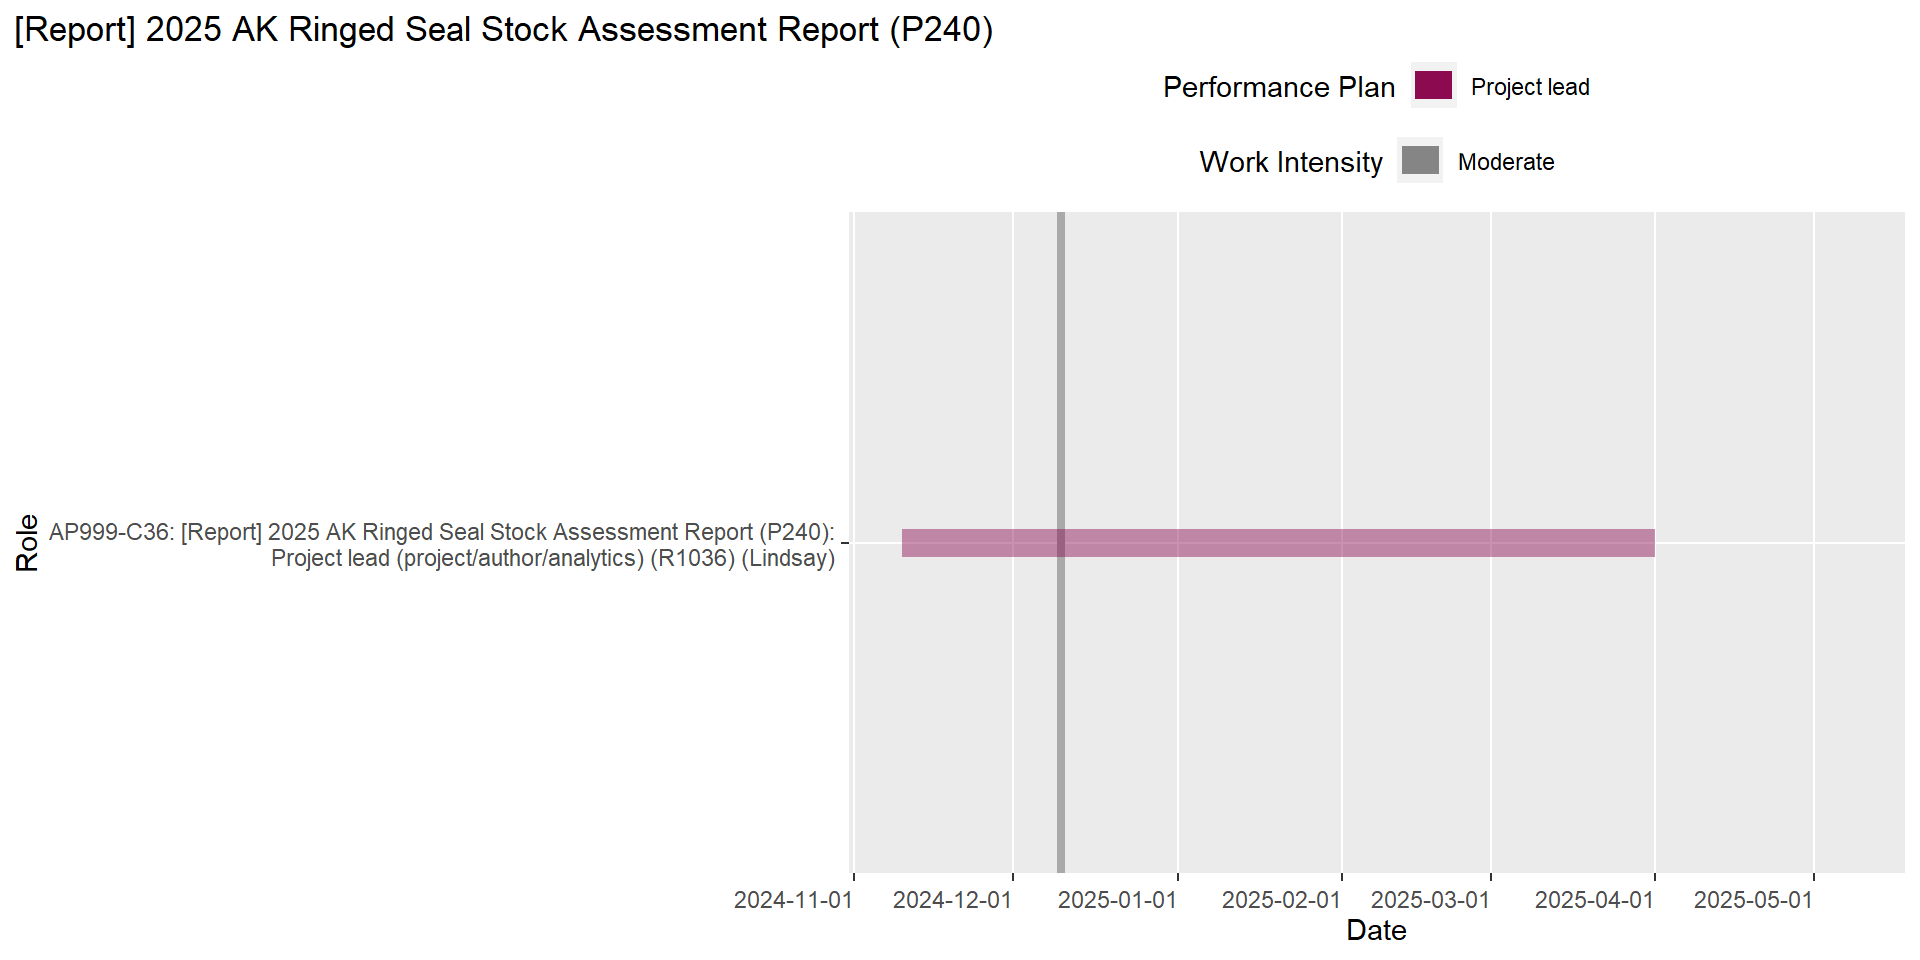 [Report] 2025 AK Ringed Seal Stock Assessment Report (P240)
Performance Plan Project lead
Work Intensity Moderate
Role
AP999-C36: [Report] 2025 AK Ringed Seal Stock Assessment Report (P240):
Project lead (project/author/analytics) (R1036) (Lindsay)
2024-11-01 2024-12-01 2025-01-01 2025-02-01 2025-03-01 2025-04-01 2025-05-01
Date